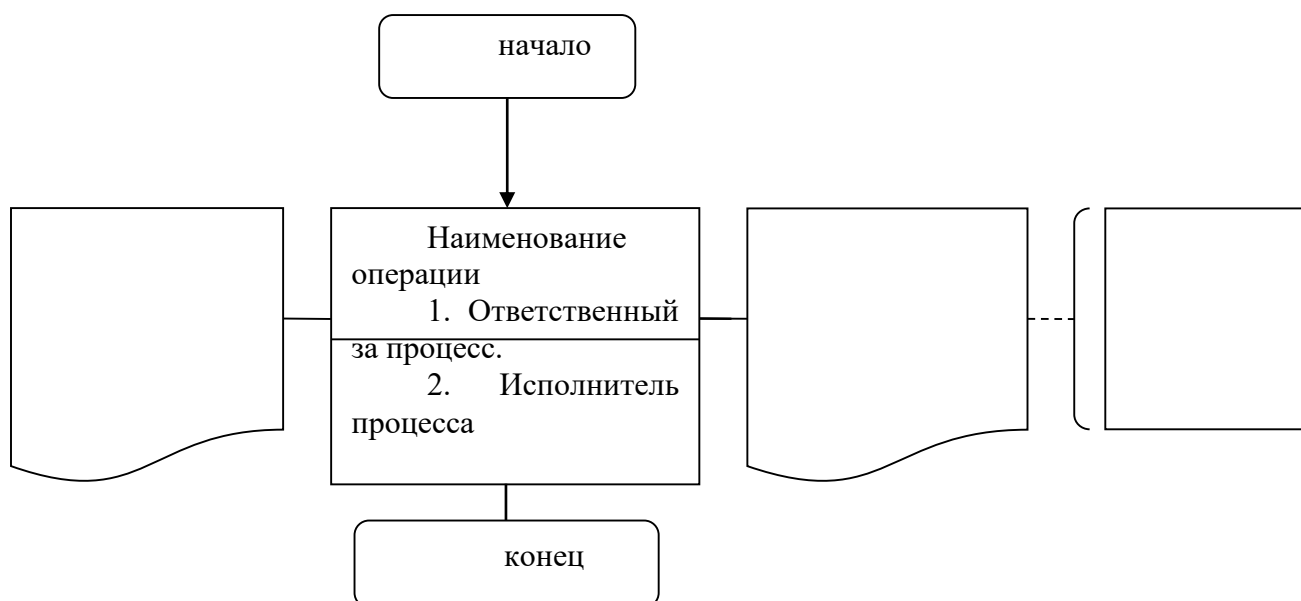 начало
Наименование
операции
1. Ответственный
за процесс.
2. Исполнитель
процесса
конец